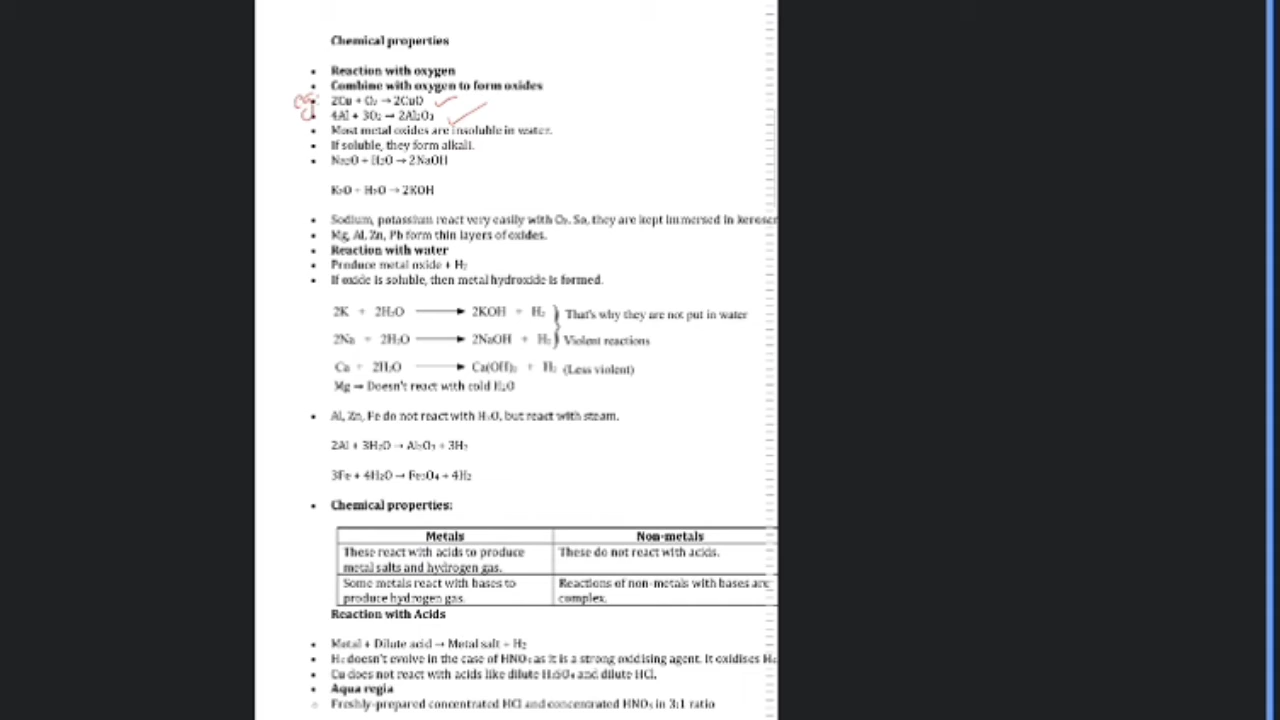 Chemical properties
• Reaction with oxygen
• Combine with oxygen to form oxides
eg. • 2Cu + O₂ → 2CuO
• 4Al + 3O₂ → 2Al₂O₃
• Most metal oxides are insoluble in water.
• If soluble, they form alkali.
• Na₂O + H₂O → 2NaOH
K₂O + H₂O → 2KOH
• Sodium, potassium react very easily with O₂. So, they are kept immersed in
• Mg, Al, Zn, Pb form thin layers of oxides.
• Reaction with water
• Produce metal oxide + H₂
• If oxide is soluble, then metal hydroxide is formed.
2K + 2H₂O ⟶ 2KOH + H₂ } That's why they are not put in water
2Na + 2H₂O ⟶ 2NaOH + H₂ } Violent reactions
Ca + 2H₂O ⟶ Ca(OH)₂ + H₂ (Less violent)
Mg → Doesn't react with cold H₂O
• Al, Zn, Fe do not react with H₂O, but react with steam.
2Al + 3H₂O → Al₂O₃ + 3H₂
3Fe + 4H₂O → Fe₃O₄ + 4H₂
• Chemical properties:
Metals Non-metals
These react with acids to produce These do not react with acids.
metal salts and hydrogen gas.
Some metals react with bases to Reactions of non-metals with bases are
produce hydrogen gas. complex.
Reaction with Acids
• Metal + Dilute acid → Metal salt + H₂
• H₂ doesn't evolve in the case of HNO₃ as it is a strong oxidising agent. It oxidises H₂
• Cu does not react with acids like dilute H₂SO₄ and dilute HCl.
• Aqua regia
○ Freshly-prepared concentrated HCl and concentrated HNO₃ in 3:1 ratio